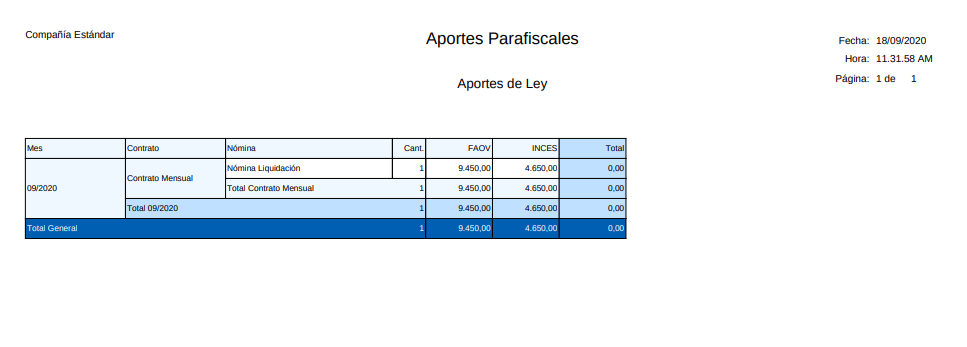 Compañía Estándar
Aportes Parafiscales
Aportes de Ley
Fecha: 18/09/2020
Hora: 11.31.58 AM
Página: 1 de 1
Mes Contrato Nómina Cant. FAOV INCES Total
09/2020 Contrato Mensual Nómina Liquidación 1 9.450,00 4.650,00 0,00
Total Contrato Mensual 1 9.450,00 4.650,00 0,00
Total 09/2020 1 9.450,00 4.650,00 0,00
Total General 1 9.450,00 4.650,00 0,00